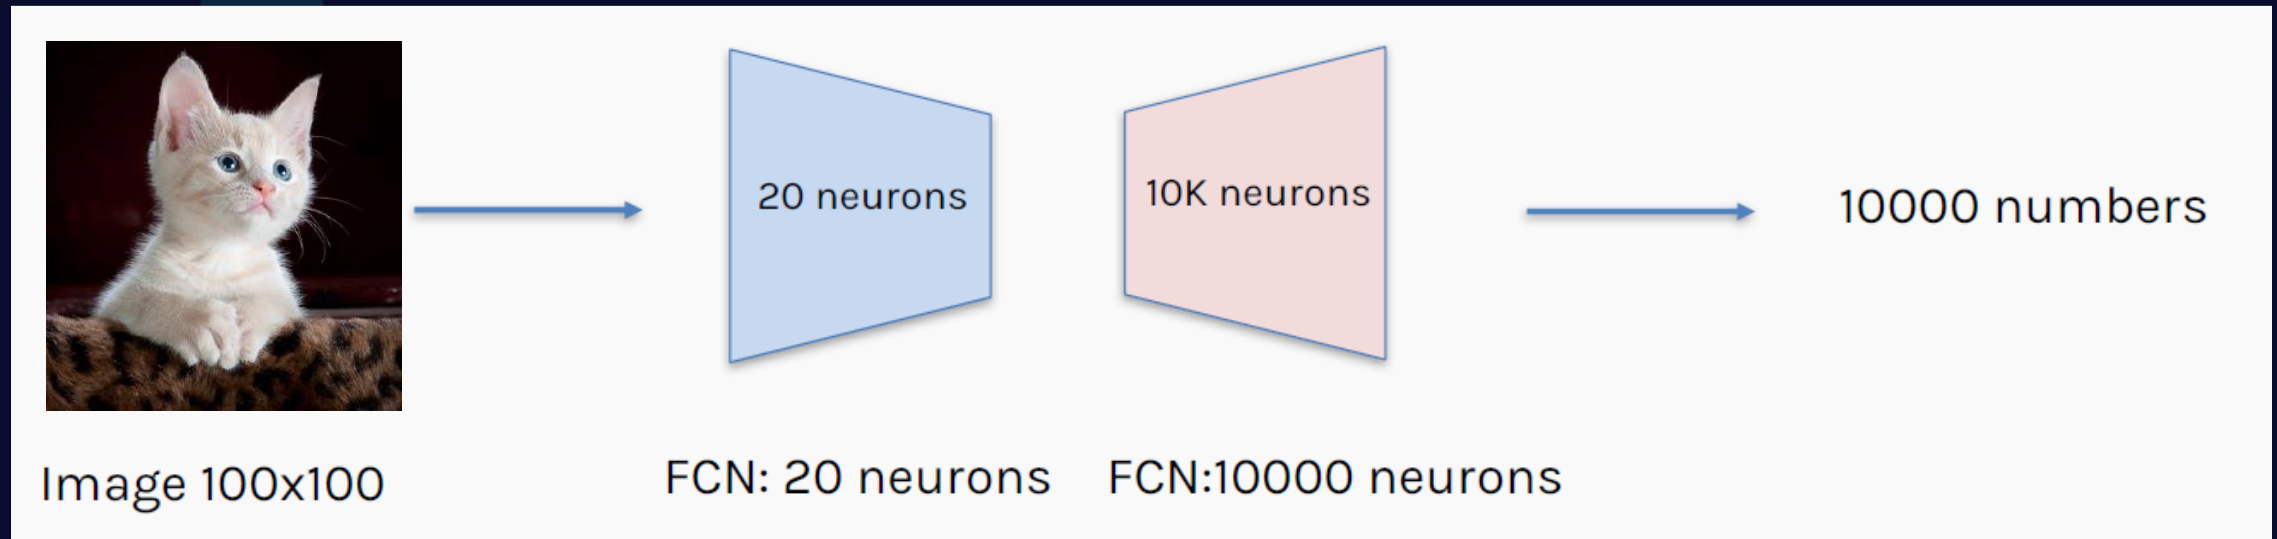 20 neurons
10K neurons
10000 numbers
Image 100x100
FCN: 20 neurons
FCN:10000 neurons